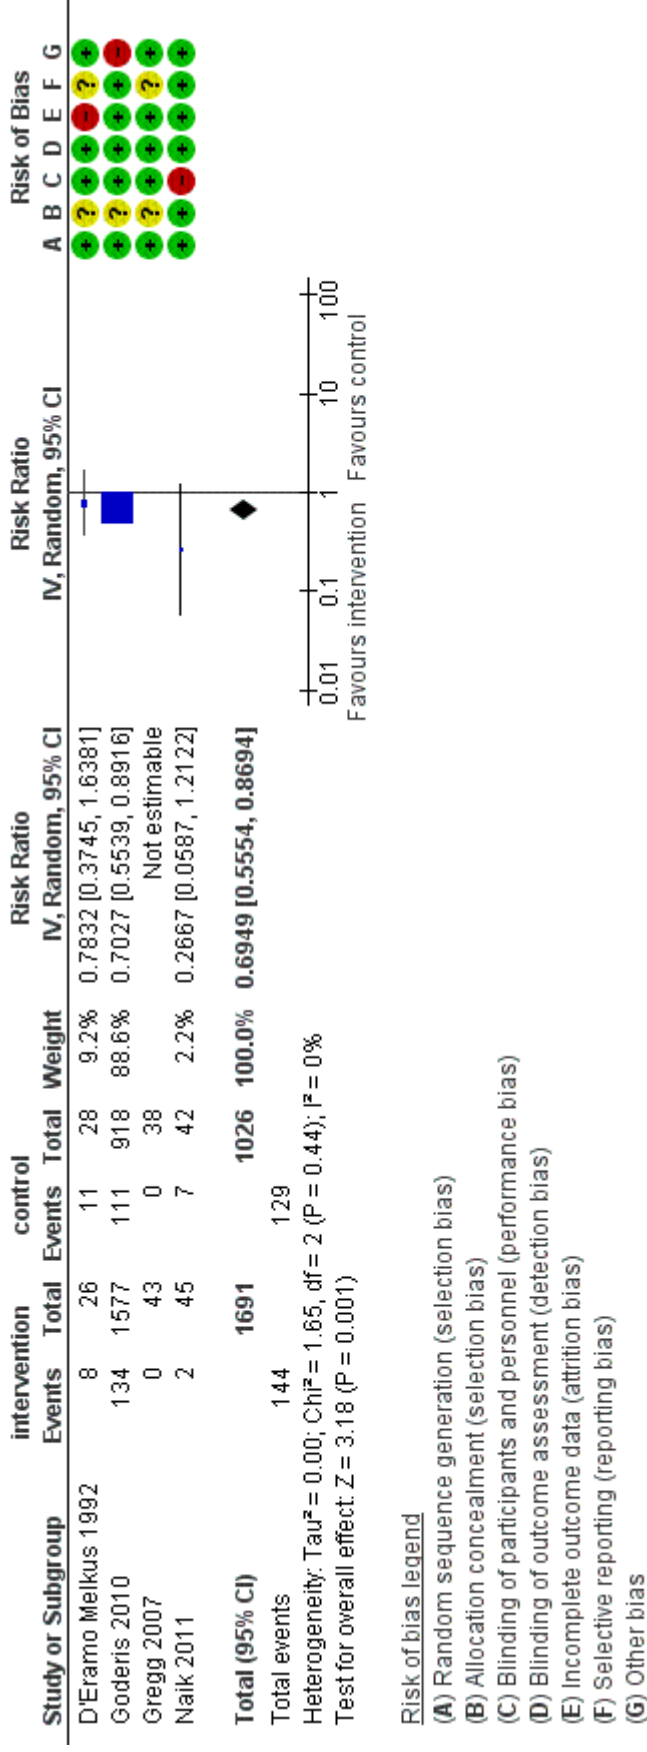 intervention control Risk Ratio Risk Ratio Risk of Bias
Study or Subgroup Events Total Events Total Weight IV, Random, 95% CI IV, Random, 95% CI A B C D E F G
D'Eramo Melkus 1992 8 26 11 28 9.2% 0.7832 [0.3745, 1.6381] + ? + + - ? +
Goderis 2010 134 1577 111 918 88.6% 0.7027 [0.5539, 0.8916] + ? + + + + -
Gregg 2007 0 43 0 38 Not estimable + ? + + + ? +
Naik 2011 2 45 7 42 2.2% 0.2667 [0.0587, 1.2122] + + - + + + +
Total (95% CI) 1691 1026 100.0% 0.6949 [0.5554, 0.8694]
Total events 144 129
Heterogeneity: Tau² = 0.00; Chi² = 1.65, df = 2 (P = 0.44); I² = 0%
Test for overall effect: Z = 3.18 (P = 0.001)
0.01 0.1 1 10 100
Favours intervention Favours control
Risk of bias legend
(A) Random sequence generation (selection bias)
(B) Allocation concealment (selection bias)
(C) Blinding of participants and personnel (performance bias)
(D) Blinding of outcome assessment (detection bias)
(E) Incomplete outcome data (attrition bias)
(F) Selective reporting (reporting bias)
(G) Other bias